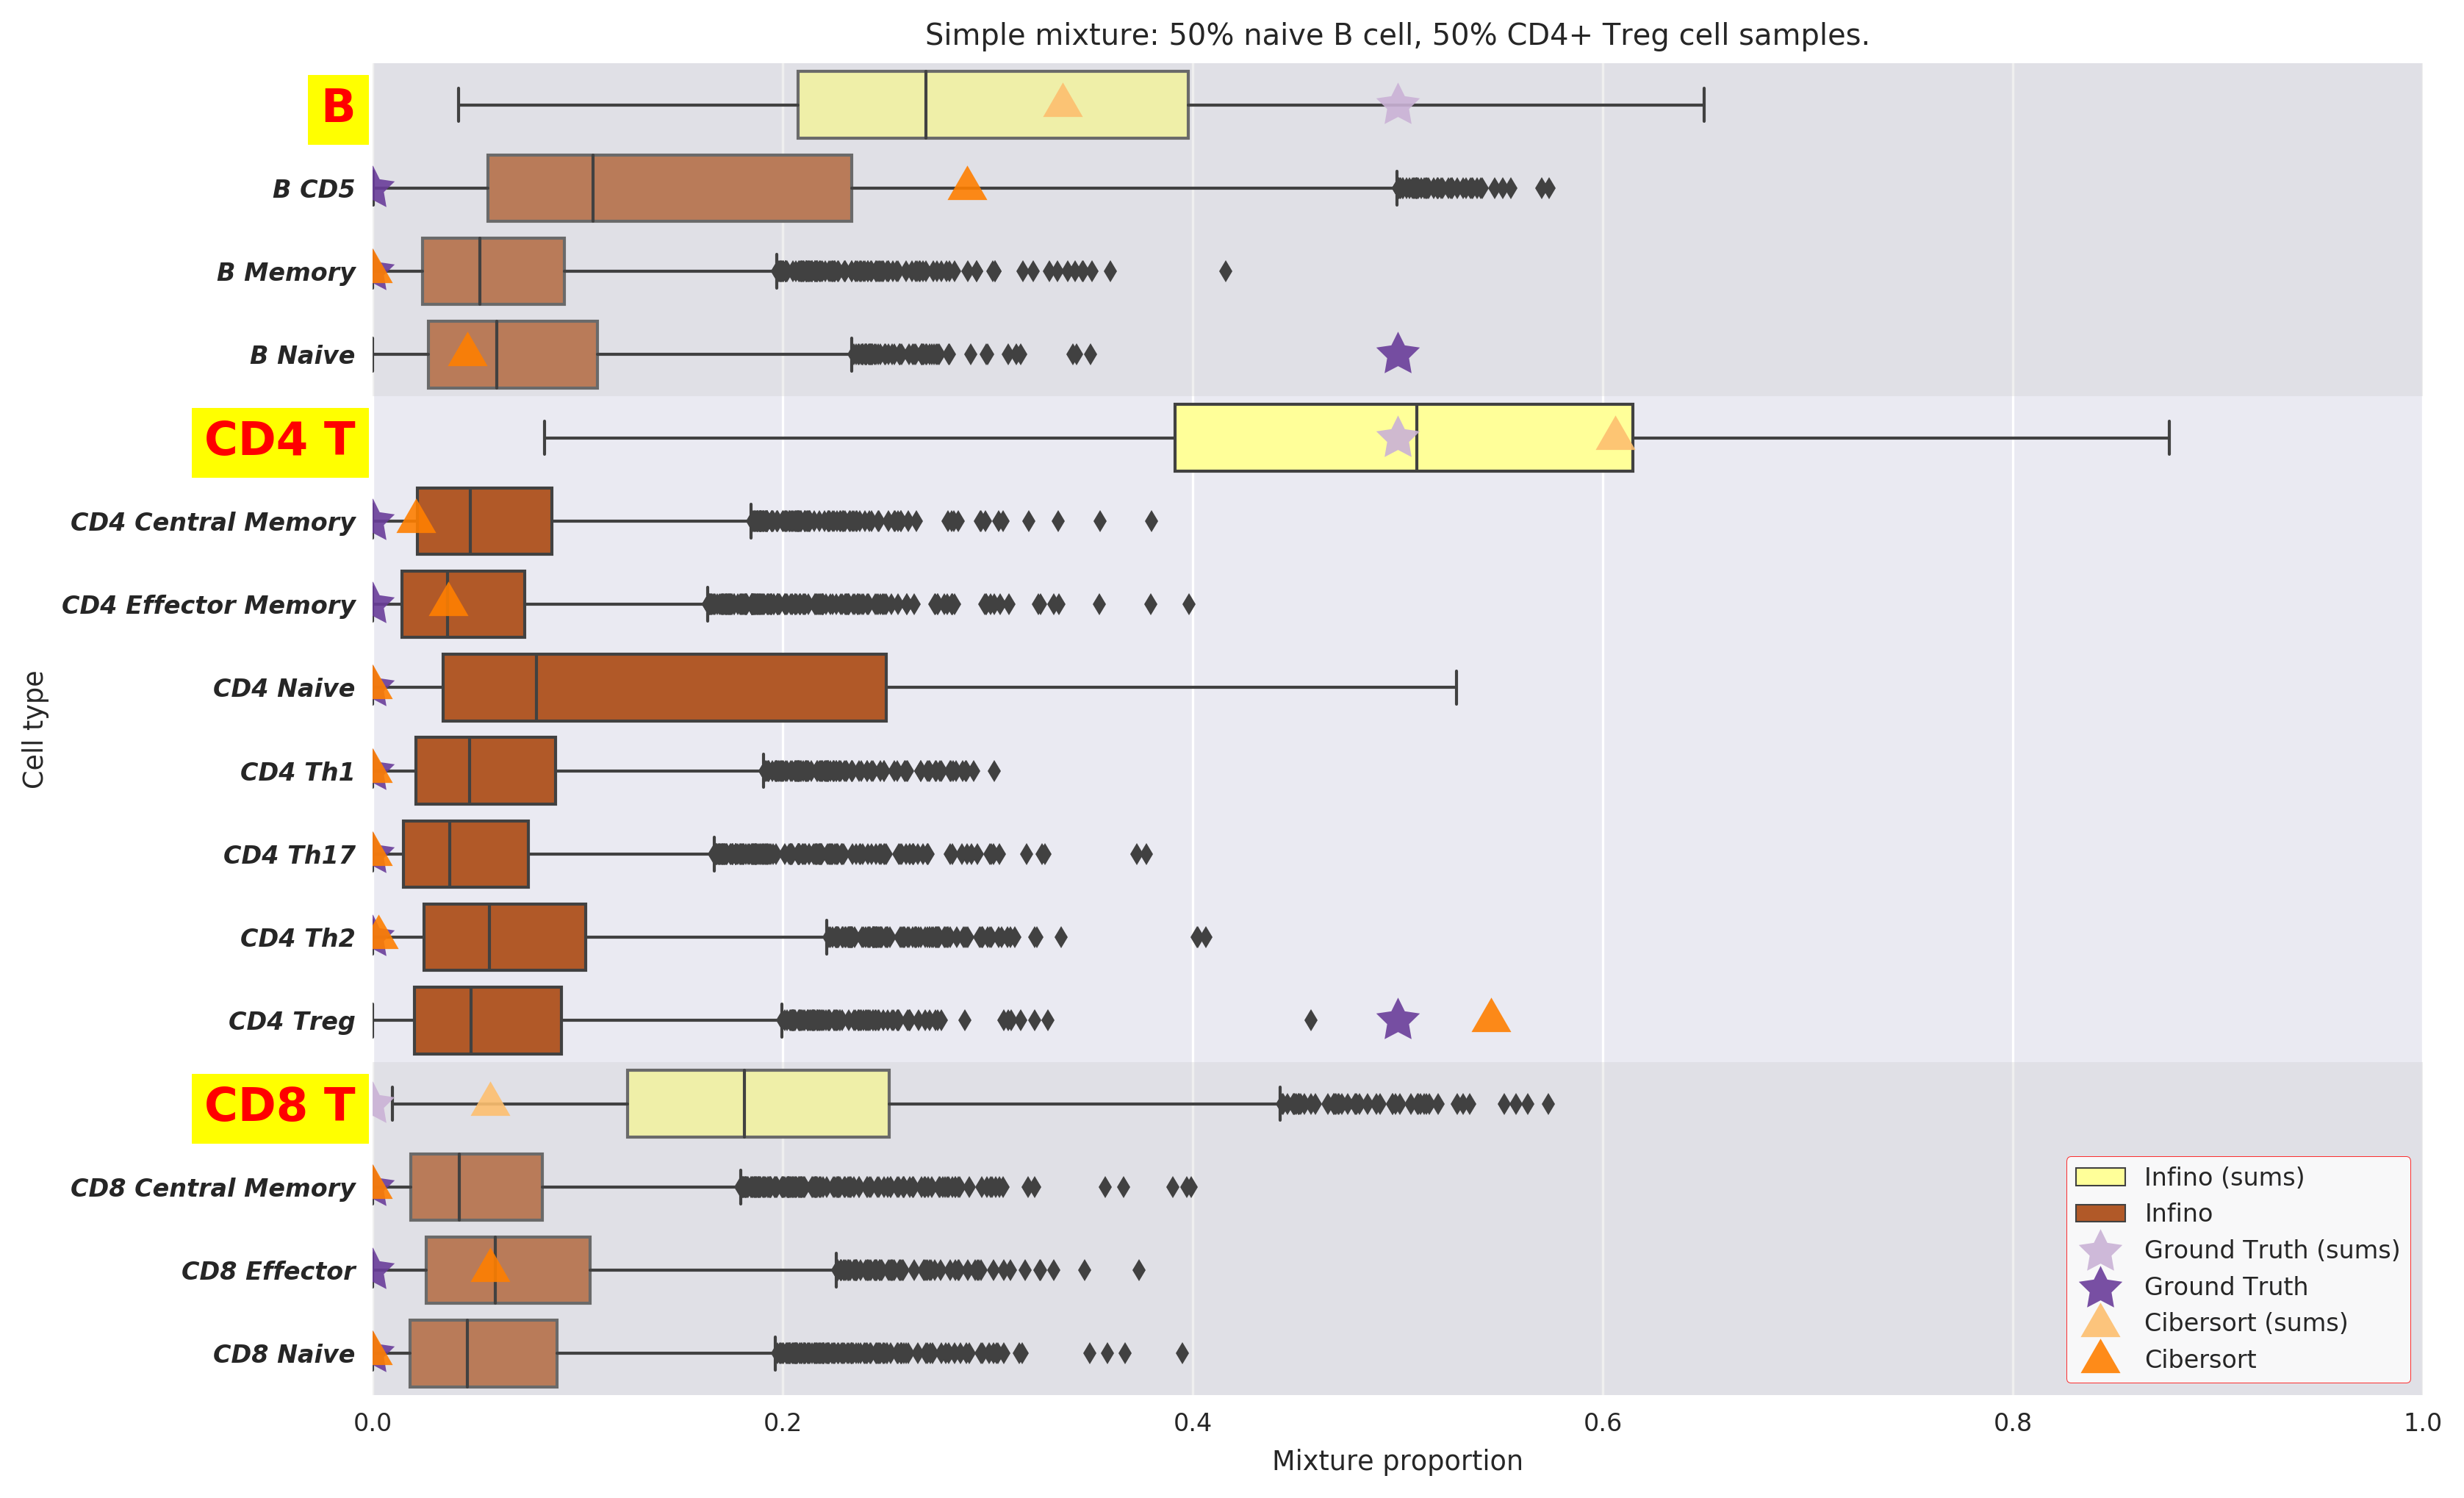 Simple mixture: 50% naive B cell, 50% CD4+ Treg cell samples.
B
B CD5
B Memory
B Naive
CD4 T
CD4 Central Memory
CD4 Effector Memory
CD4 Naive
CD4 Th1
CD4 Th17
CD4 Th2
CD4 Treg
CD8 T
CD8 Central Memory
CD8 Effector
CD8 Naive
Cell type
Infino (sums)
Infino
Ground Truth (sums)
Ground Truth
Cibersort (sums)
Cibersort
0.0 0.2 0.4 0.6 0.8 1.0
Mixture proportion